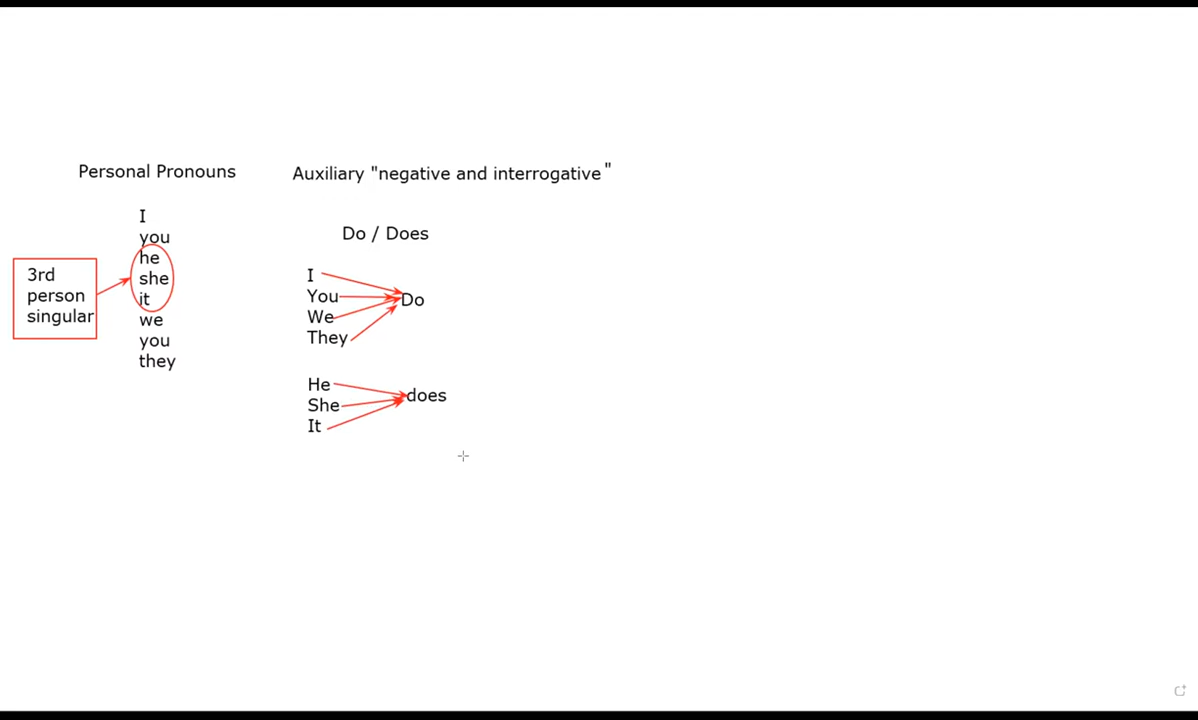 Personal Pronouns
I
you
he
she
it
we
you
they
3rd
person
singular
Auxiliary "negative and interrogative"
Do / Does
I
You
We
They
Do
He
She
It
does